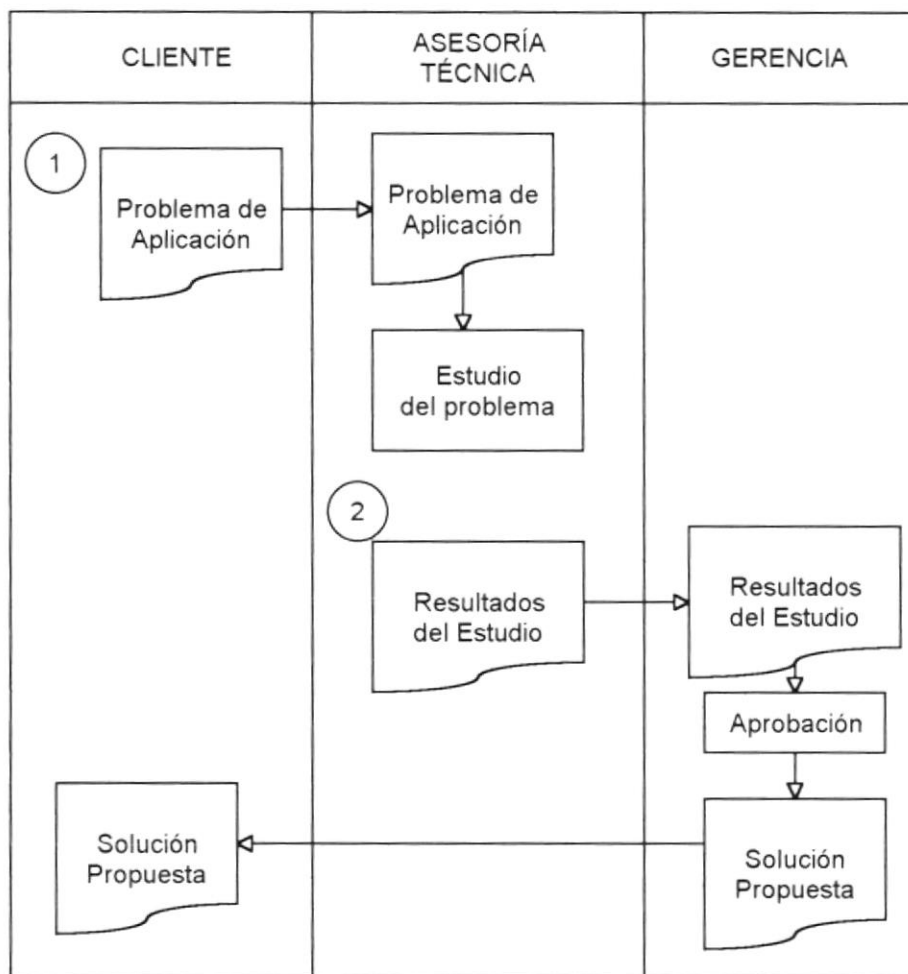 CLIENTE
ASESORÍA
TÉCNICA
GERENCIA
1
Problema de
Aplicación
Problema de
Aplicación
Estudio
del problema
2
Resultados
del Estudio
Resultados
del Estudio
Aprobación
Solución
Propuesta
Solución
Propuesta